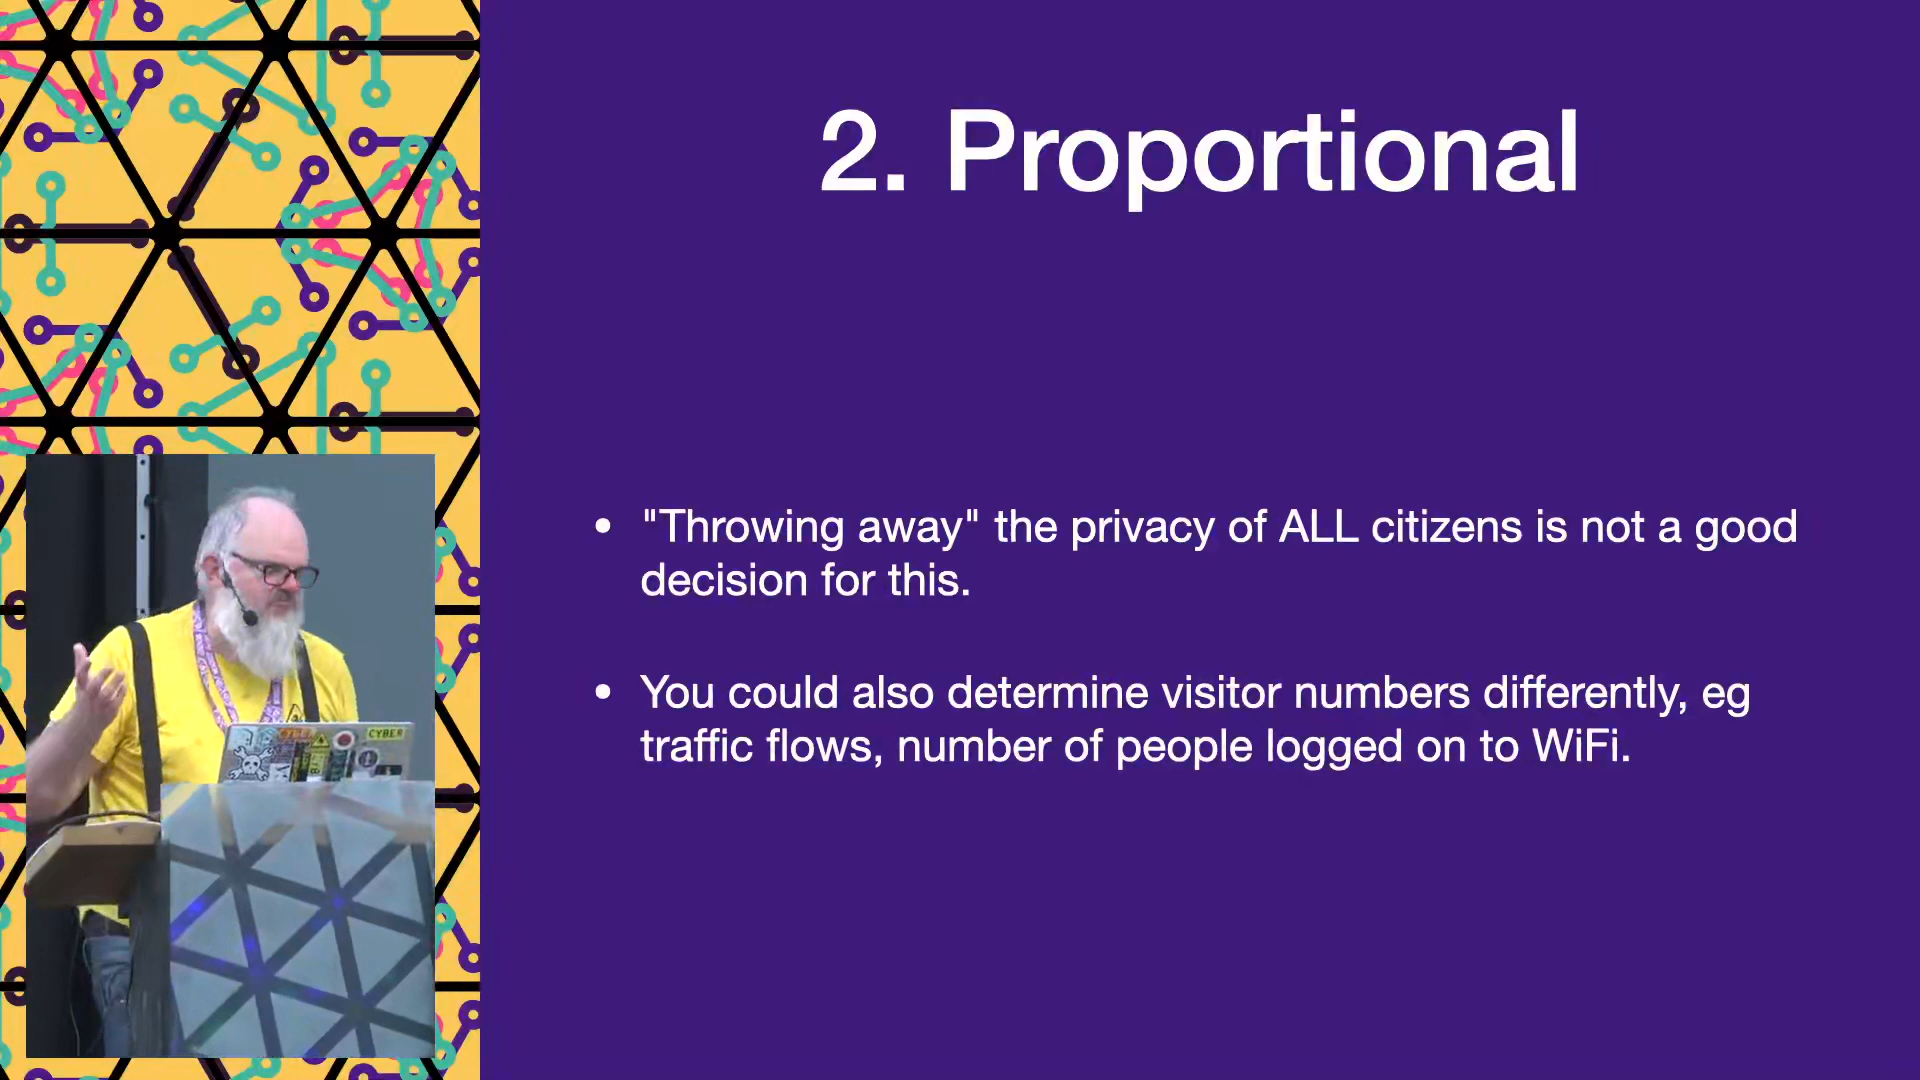 2. Proportional
• "Throwing away" the privacy of ALL citizens is not a good
decision for this.
• You could also determine visitor numbers differently, eg
traffic flows, number of people logged on to WiFi.
CYBER